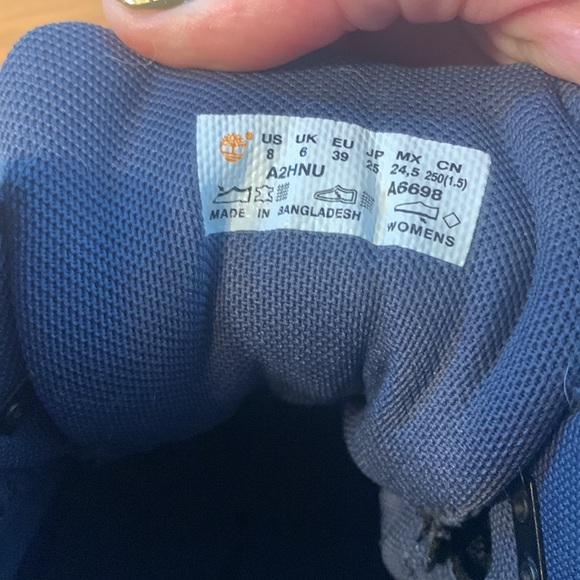 US UK EU JP MX CN
8 6 39 25 24,5 250(1.5)
A2HNU A6698
MADE IN BANGLADESH WOMENS